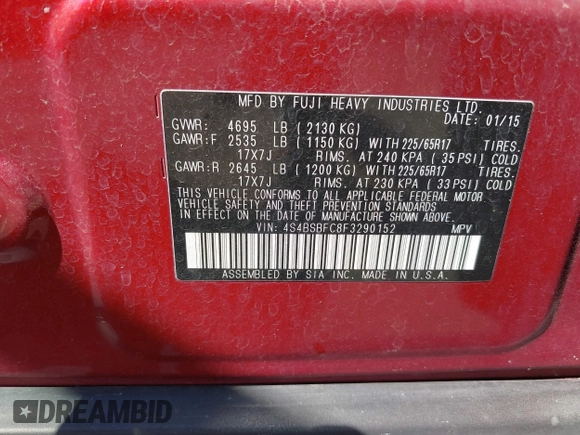 MFD BY FUJI HEAVY INDUSTRIES LTD.
DATE: 01/15
GVWR: 4695 LB ( 2130 KG)
GAWR:F 2535 LB ( 1150 KG) WITH 225/65R17 TIRES.
17X7J RIMS. AT 240 KPA ( 35 PSI) COLD
GAWR:R 2645 LB ( 1200 KG) WITH 225/65R17 TIRES.
17X7J RIMS. AT 230 KPA ( 33 PSI) COLD
THIS VEHICLE CONFORMS TO ALL APPLICABLE FEDERAL MOTOR
VEHICLE SAFETY AND THEFT PREVENTION STANDARDS
IN EFFECT ON THE DATE OF MANUFACTURE SHOWN ABOVE.
VIN: 4S4BSBFC8F3290152 MPV
ASSEMBLED BY SIA INC. MADE IN U.S.A.
DREAMBID